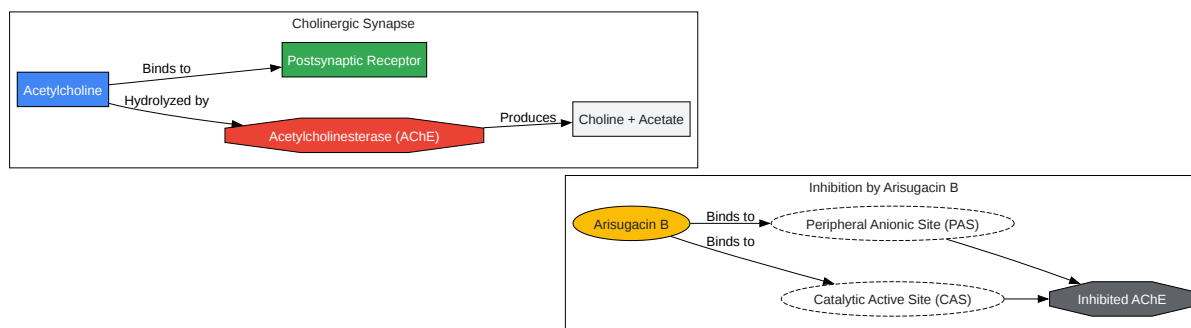 Cholinergic Synapse
Postsynaptic Receptor
Binds to
Acetylcholine
Hydrolyzed by
Acetylcholinesterase (AChE)
Produces
Choline + Acetate
Inhibition by Arisugacin B
Arisugacin B
Binds to
Peripheral Anionic Site (PAS)
Binds to
Catalytic Active Site (CAS)
Inhibited AChE